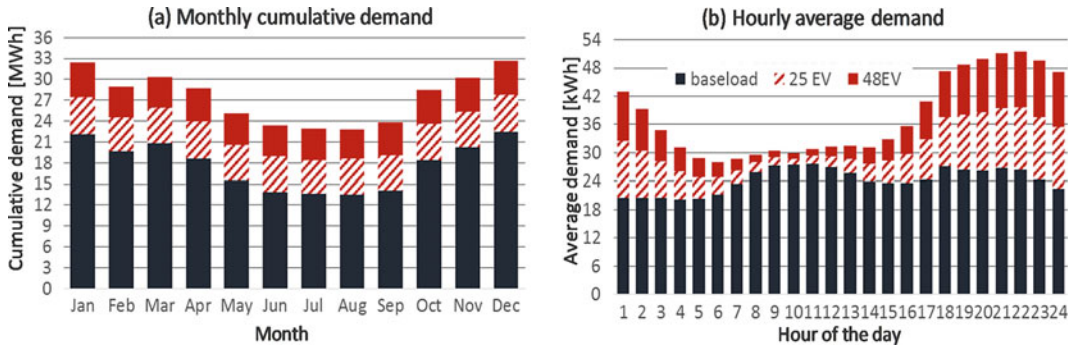 (a) Monthly cumulative demand
Cumulative demand [MWh]
36
33
30
27
24
21
18
15
12
9
6
3
0
Jan Feb Mar Apr May Jun Jul Aug Sep Oct Nov Dec
Month
(b) Hourly average demand
Average demand [kWh]
54
48
42
36
30
24
18
12
6
0
baseload 25 EV 48EV
1 2 3 4 5 6 7 8 9 10 11 12 13 14 15 16 17 18 19 20 21 22 23 24
Hour of the day